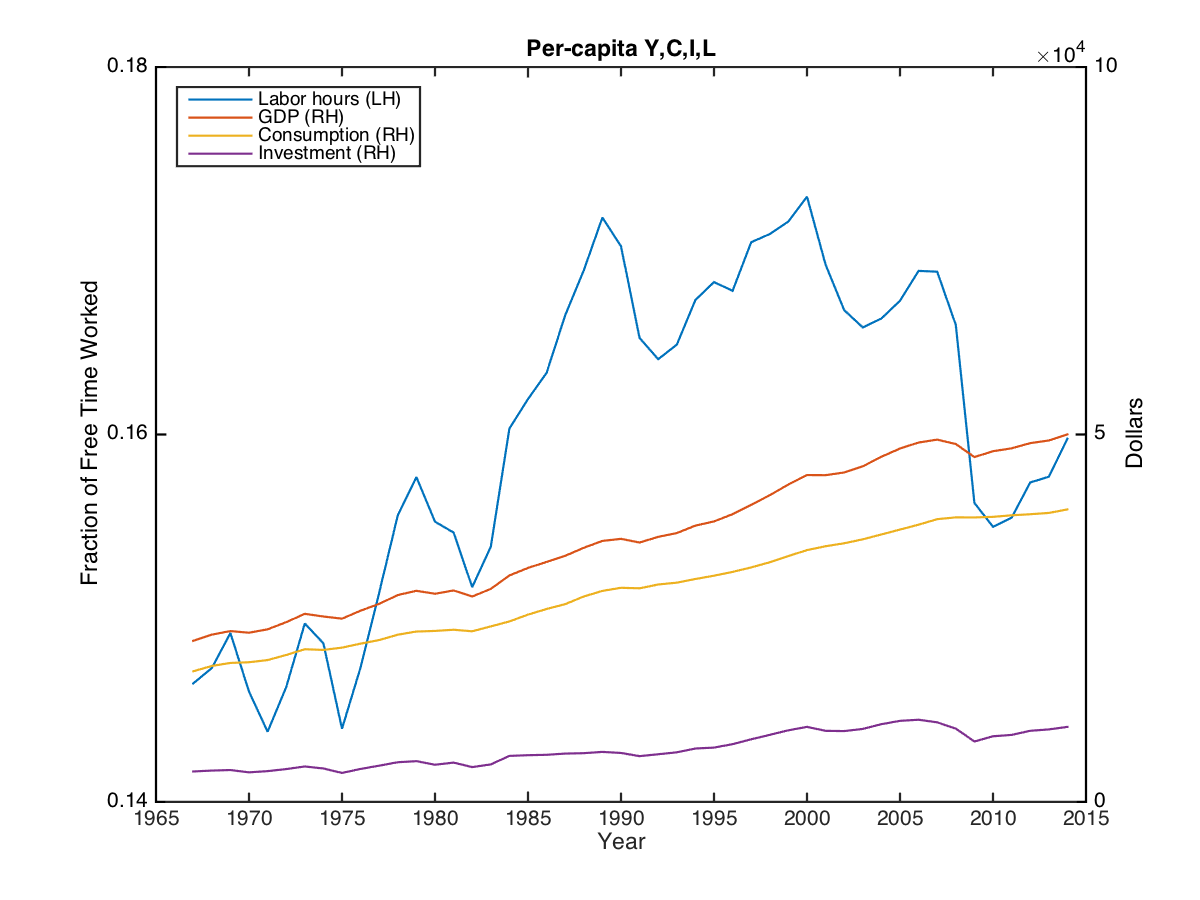 Per-capita Y,C,I,L
×10⁴
0.18
10
Labor hours (LH)
GDP (RH)
Consumption (RH)
Investment (RH)
Fraction of Free Time Worked
0.16
5
Dollars
0.14
0
1965 1970 1975 1980 1985 1990 1995 2000 2005 2010 2015
Year